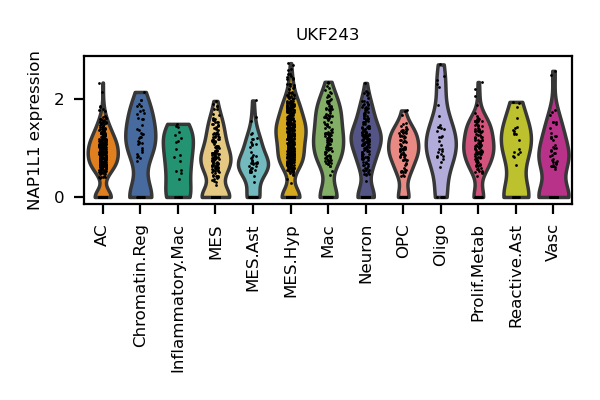 UKF243
NAP1L1 expression
2
0
AC
Chromatin.Reg
Inflammatory.Mac
MES
MES.Ast
MES.Hyp
Mac
Neuron
OPC
Oligo
Prolif.Metab
Reactive.Ast
Vasc